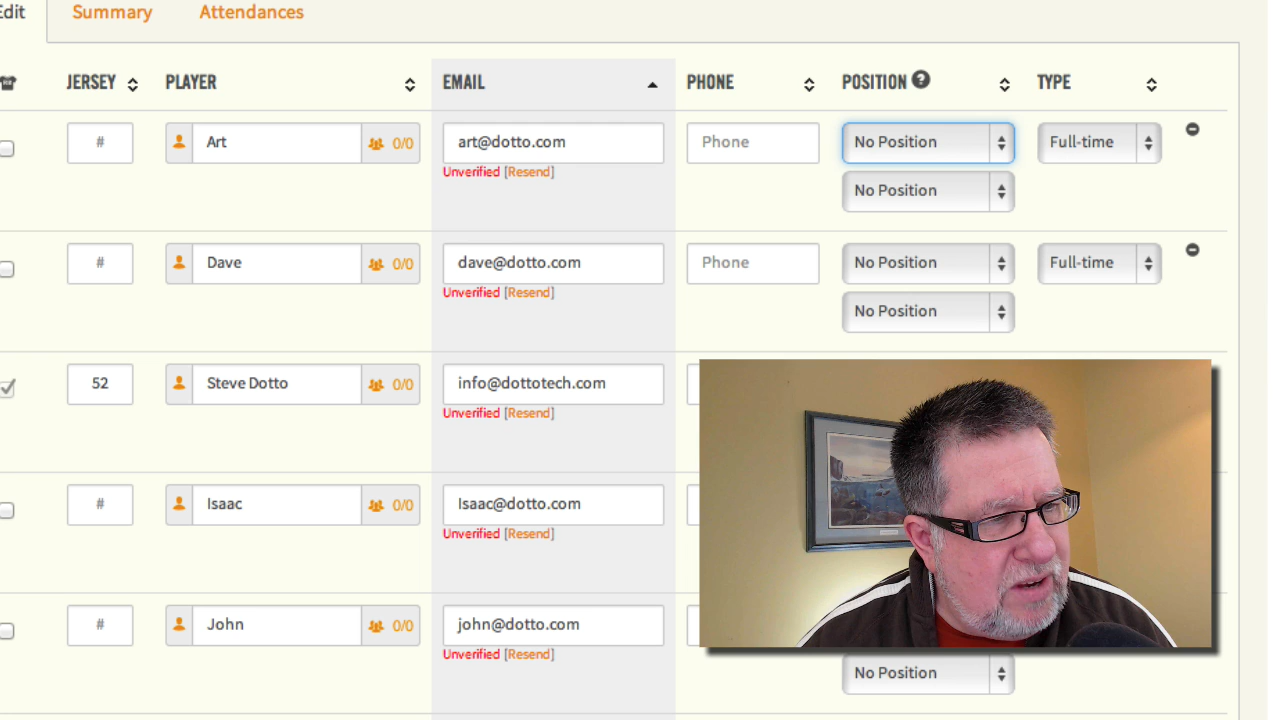 Edit Summary Attendances
JERSEY PLAYER EMAIL PHONE POSITION ? TYPE
# Art 0/0 art@dotto.com Phone No Position Full-time
Unverified [Resend]
No Position
# Dave 0/0 dave@dotto.com Phone No Position Full-time
Unverified [Resend]
No Position
52 Steve Dotto 0/0 info@dottotech.com
Unverified [Resend]
# Isaac 0/0 Isaac@dotto.com
Unverified [Resend]
# John 0/0 john@dotto.com
Unverified [Resend]
No Position